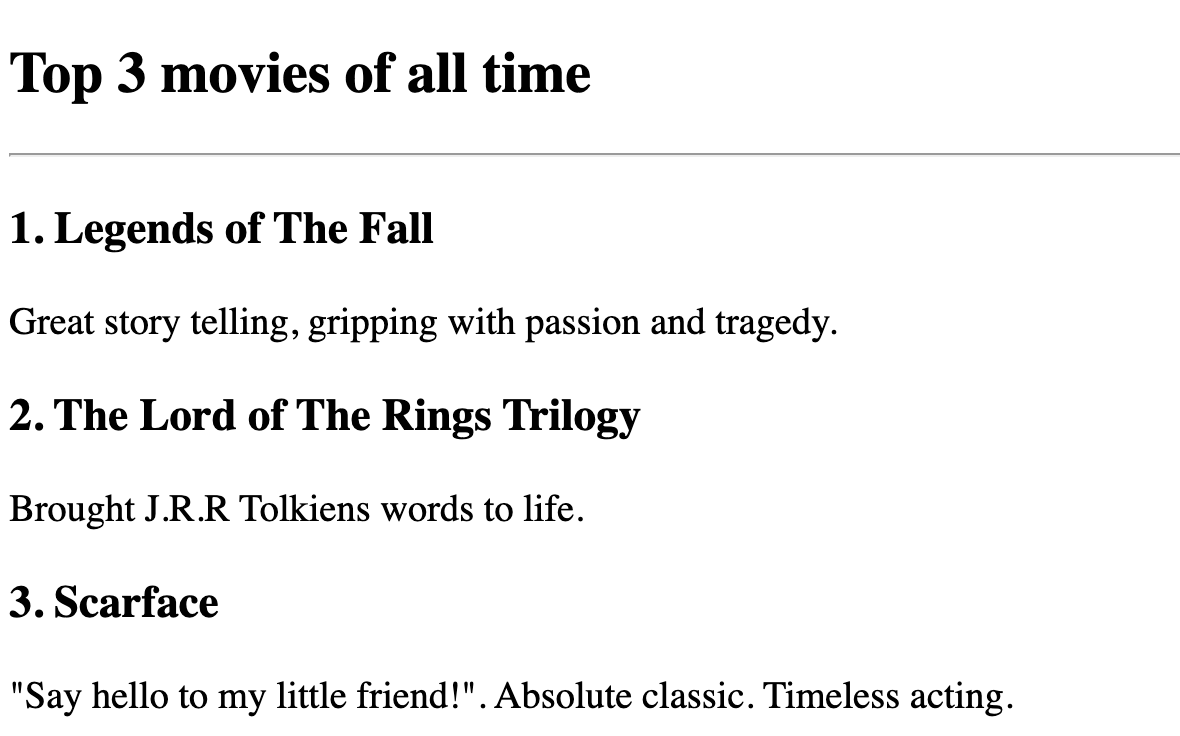 Top 3 movies of all time
1. Legends of The Fall
Great story telling, gripping with passion and tragedy.
2. The Lord of The Rings Trilogy
Brought J.R.R Tolkiens words to life.
3. Scarface
"Say hello to my little friend!". Absolute classic. Timeless acting.